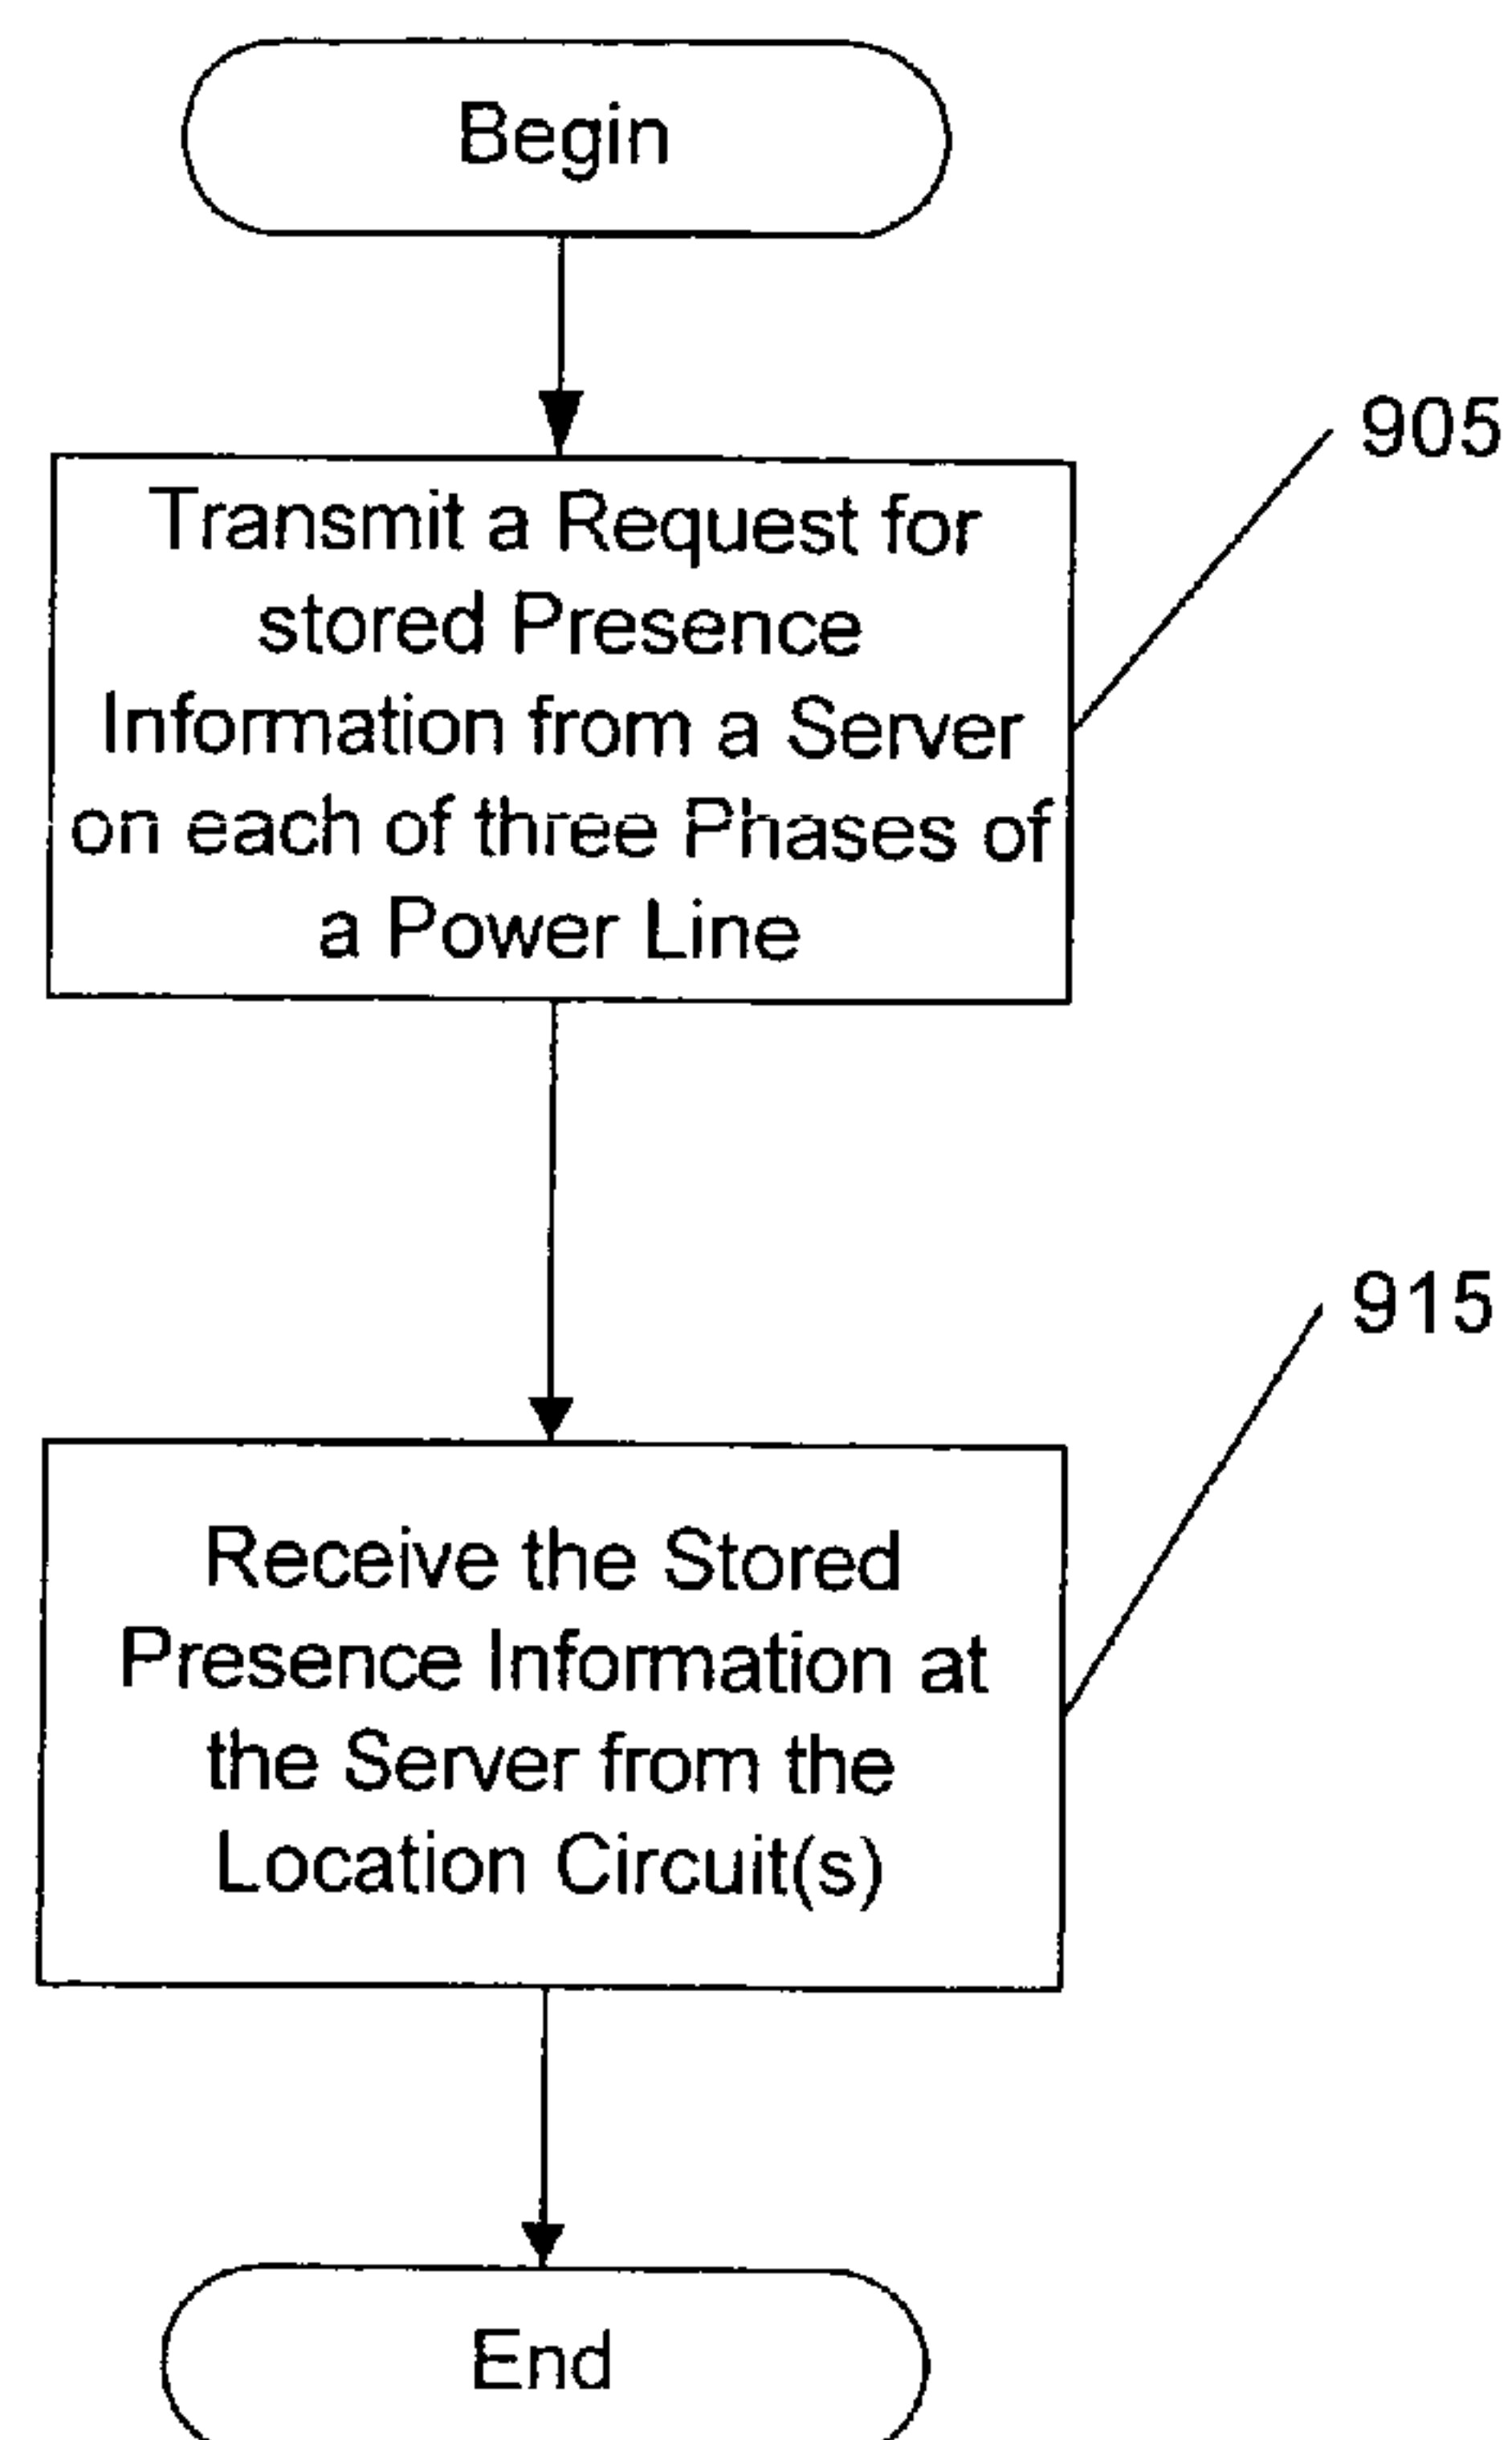 Begin
905
Transmit a Request for
stored Presence
Information from a Server
on each of three Phases of
a Power Line
915
Receive the Stored
Presence Information at
the Server from the
Location Circuit(s)
End